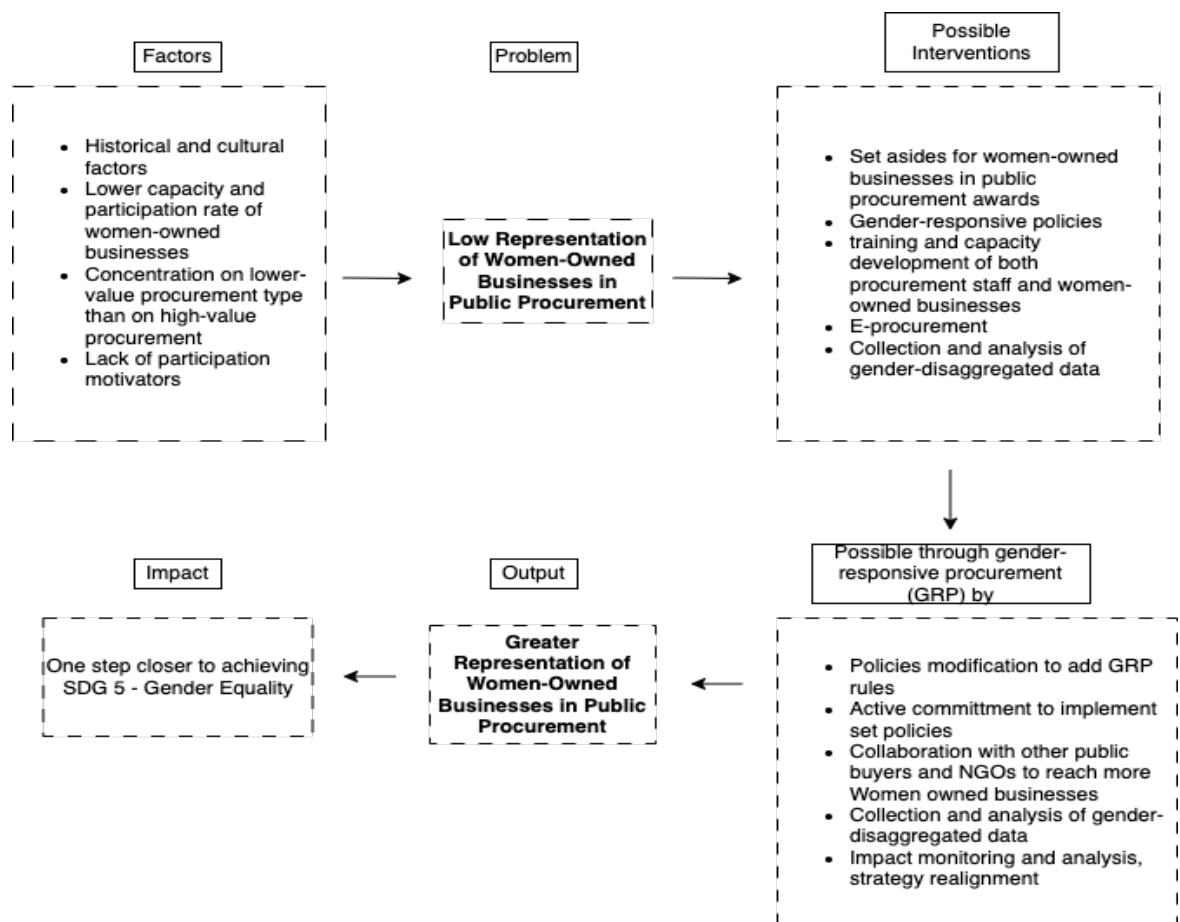 Factors
• Historical and cultural
factors
• Lower capacity and
participation rate of
women-owned
businesses
• Concentration on lower-
value procurement type
than on high-value
procurement
• Lack of participation
motivators
Problem
Low Representation
of Women-Owned
Businesses in
Public Procurement
Possible
Interventions
• Set asides for women-owned
businesses in public
procurement awards
• Gender-responsive policies
• training and capacity
development of both
procurement staff and women-
owned businesses
• E-procurement
• Collection and analysis of
gender-disaggregated data
Possible through gender-
responsive procurement
(GRP) by
• Policies modification to add GRP
rules
• Active committment to implement
set policies
• Collaboration with other public
buyers and NGOs to reach more
Women owned businesses
• Collection and analysis of gender-
disaggregated data
• Impact monitoring and analysis,
strategy realignment
Output
Greater
Representation of
Women-Owned
Businesses in Public
Procurement
Impact
One step closer to achieving
SDG 5 - Gender Equality